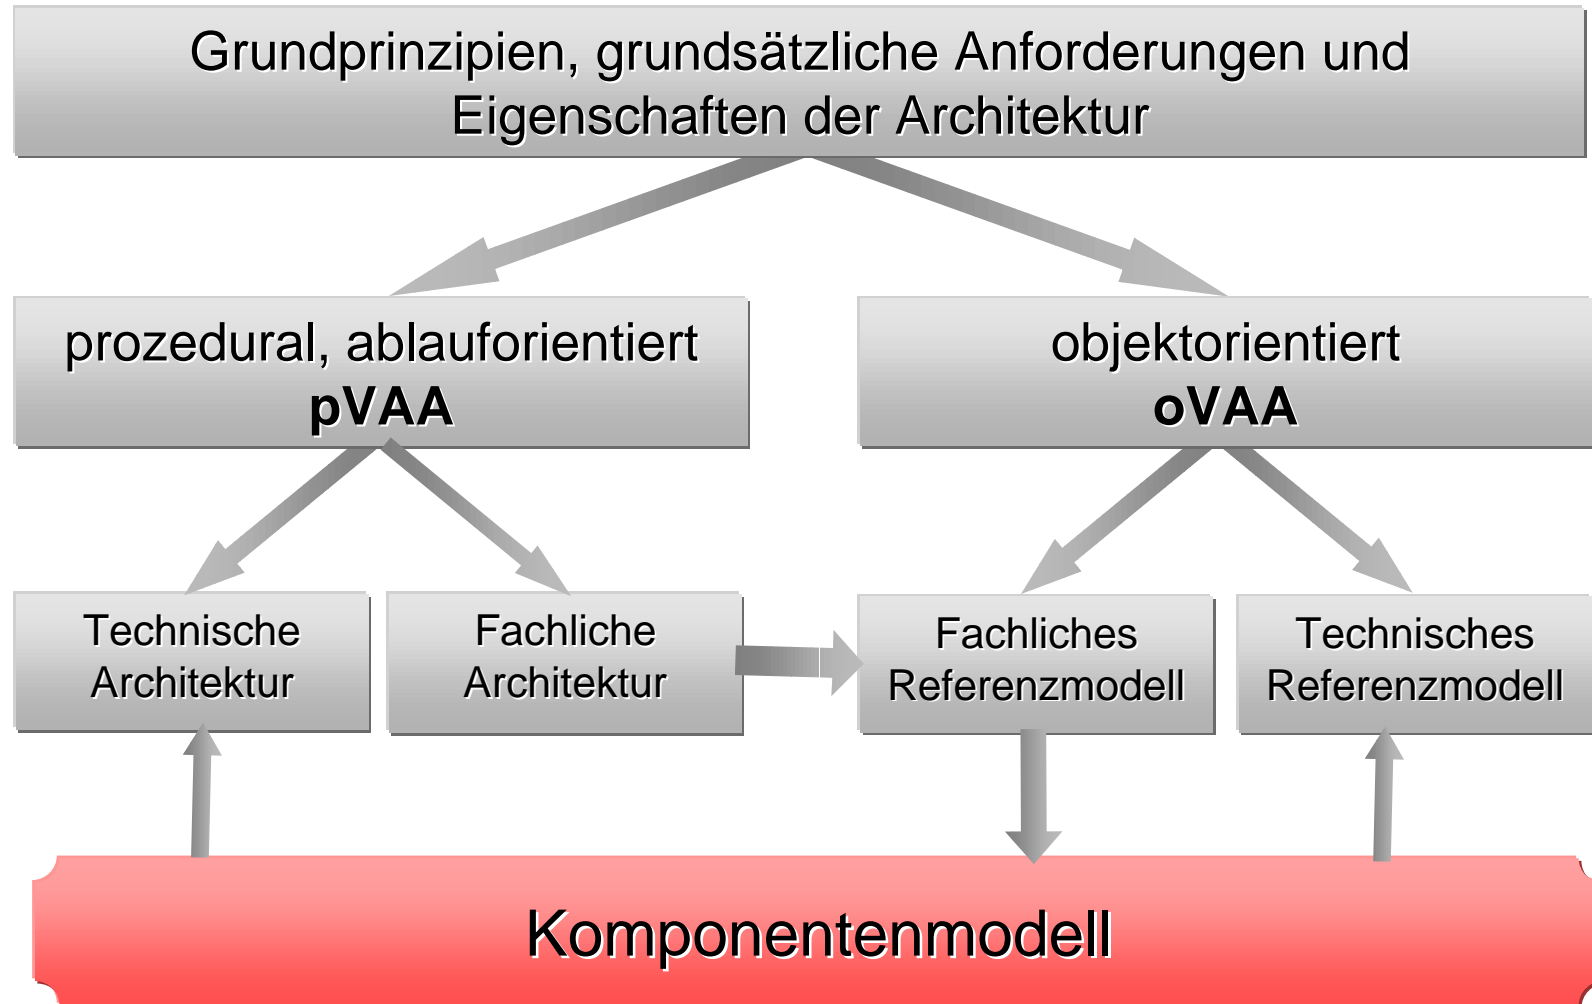 Grundprinzipien, grundsätzliche Anforderungen und
Eigenschaften der Architektur
prozedural, ablauforientiert
pVAA
objektorientiert
oVAA
Technische
Architektur
Fachliche
Architektur
Fachliches
Referenzmodell
Technisches
Referenzmodell
Komponentenmodell